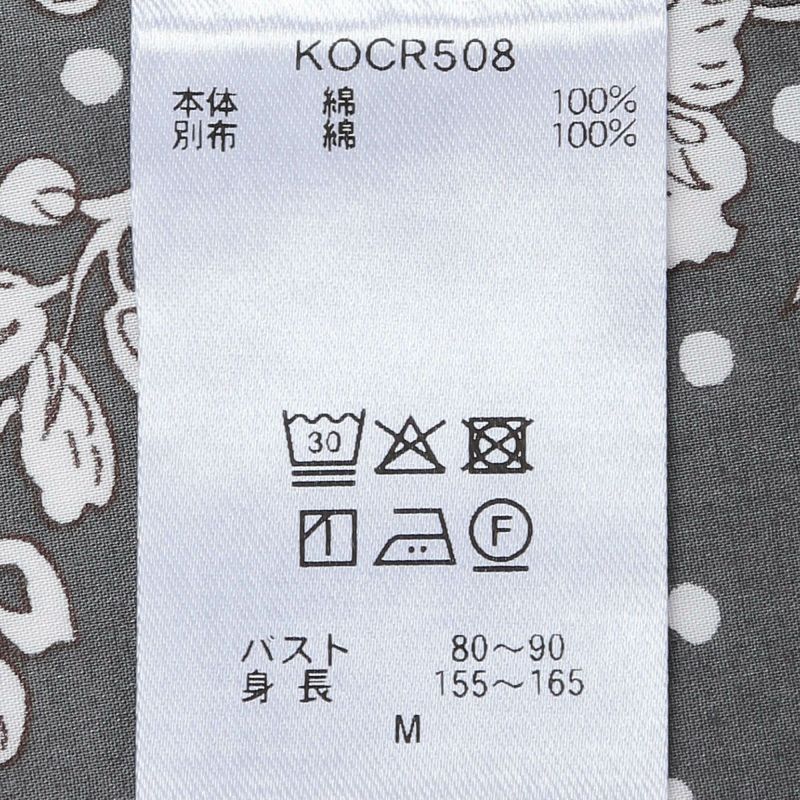 KOCR508
本体 綿 100%
別布 綿 100%
30
F
バスト 80～90
身長 155～165
M